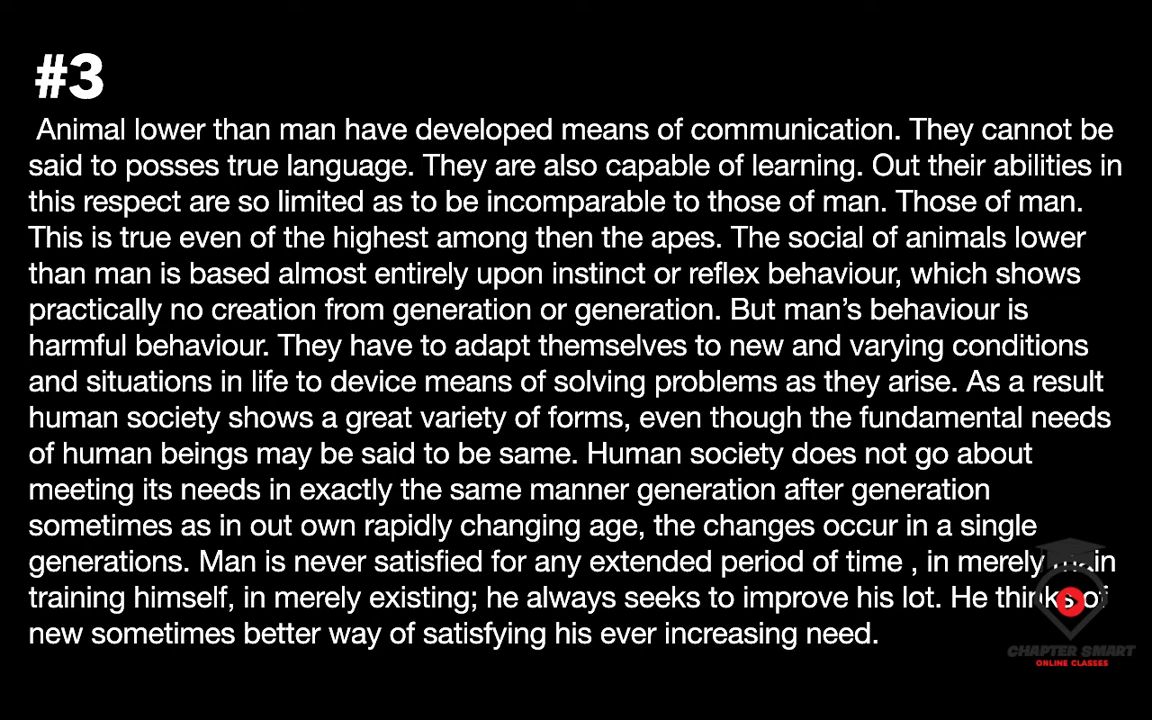 #3
Animal lower than man have developed means of communication. They cannot be
said to posses true language. They are also capable of learning. Out their abilities in
this respect are so limited as to be incomparable to those of man. Those of man.
This is true even of the highest among then the apes. The social of animals lower
than man is based almost entirely upon instinct or reflex behaviour, which shows
practically no creation from generation or generation. But man’s behaviour is
harmful behaviour. They have to adapt themselves to new and varying conditions
and situations in life to device means of solving problems as they arise. As a result
human society shows a great variety of forms, even though the fundamental needs
of human beings may be said to be same. Human society does not go about
meeting its needs in exactly the same manner generation after generation
sometimes as in out own rapidly changing age, the changes occur in a single
generations. Man is never satisfied for any extended period of time , in merely main
training himself, in merely existing; he always seeks to improve his lot. He thinks of
new sometimes better way of satisfying his ever increasing need.
CHAPTER SMART
ONLINE CLASSES